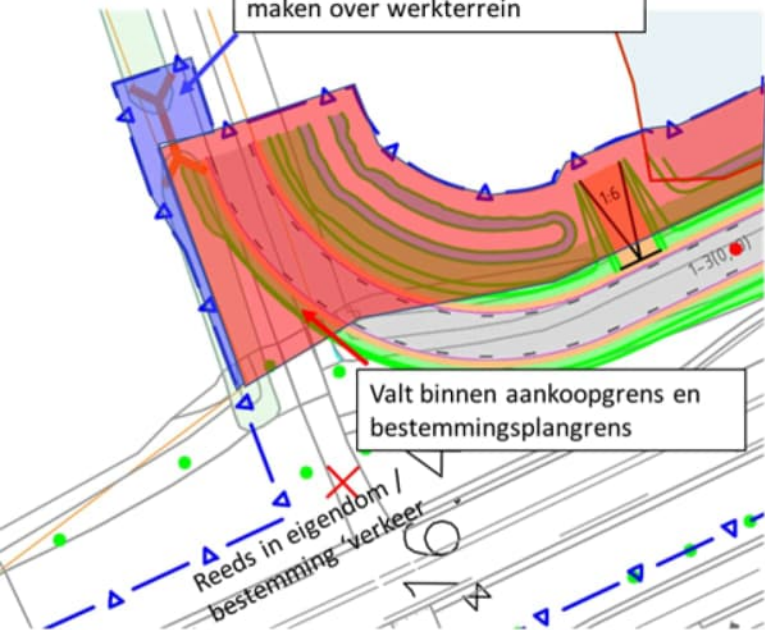 maken over werkterrein
1:6
1-3(0,
Valt binnen aankoopgrens en
bestemmingsplangrens
Reeds in eigendom /
bestemming ‘verkeer